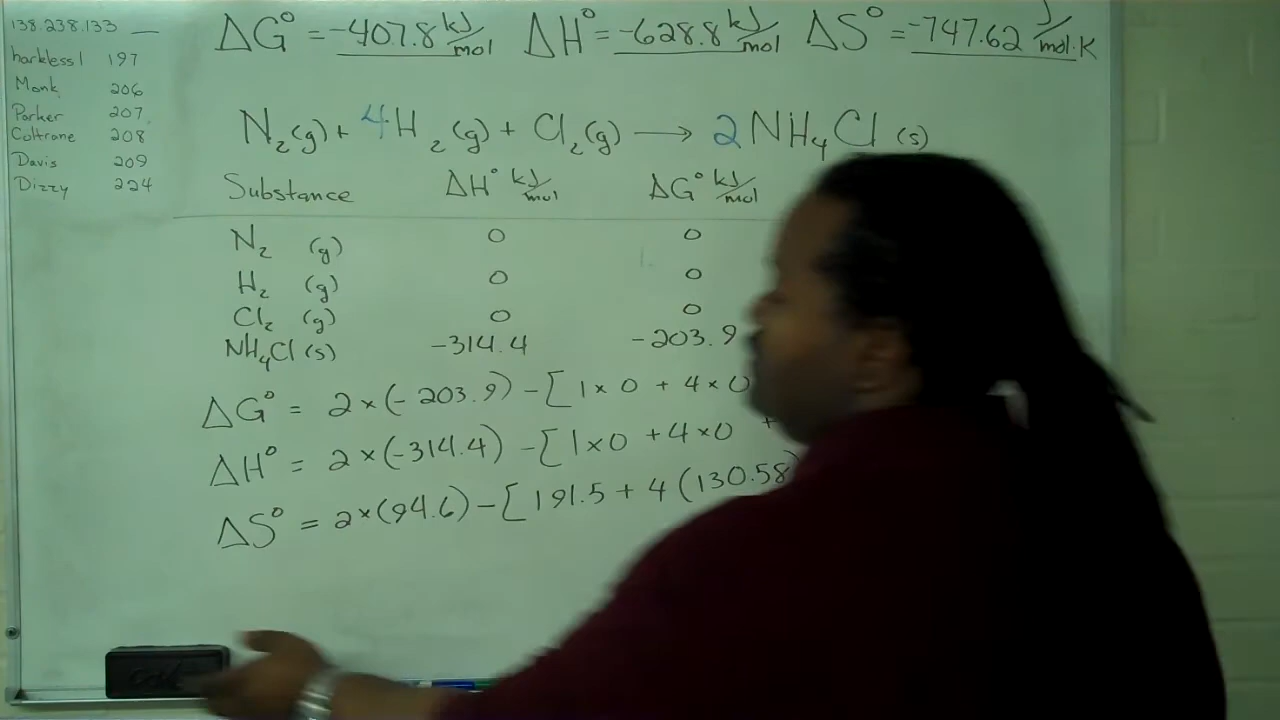 138.238.133 __
harkless1 197
Monk 206
Parker 207
Coltrane 208
Davis 209
Dizzy 224
ΔG° = -407.8 kJ/mol ΔH° = -628.8 kJ/mol ΔS° = -747.62 J/mol·K
N₂(g) + 4H₂(g) + Cl₂(g) → 2NH₄Cl(s)
Substance ΔH° kJ/mol ΔG° kJ/mol
N₂ (g) 0 0
H₂ (g) 0 0
Cl₂ (g) 0 0
NH₄Cl(s) -314.4 -203.9
ΔG° = 2×(-203.9) - [1×0 + 4×0
ΔH° = 2×(-314.4) - [1×0 + 4×0 +
ΔS° = 2×(94.6) - [191.5 + 4(130.58)